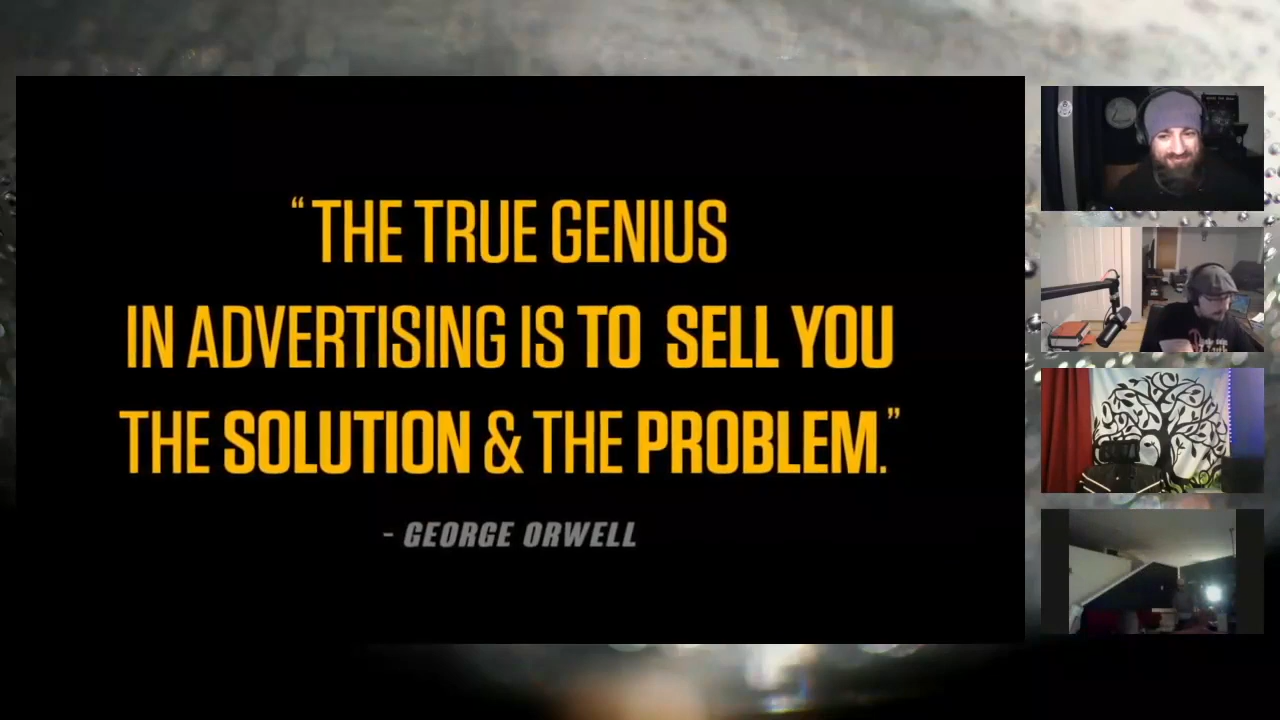 “THE TRUE GENIUS
IN ADVERTISING IS TO SELL YOU
THE SOLUTION & THE PROBLEM.”
- GEORGE ORWELL